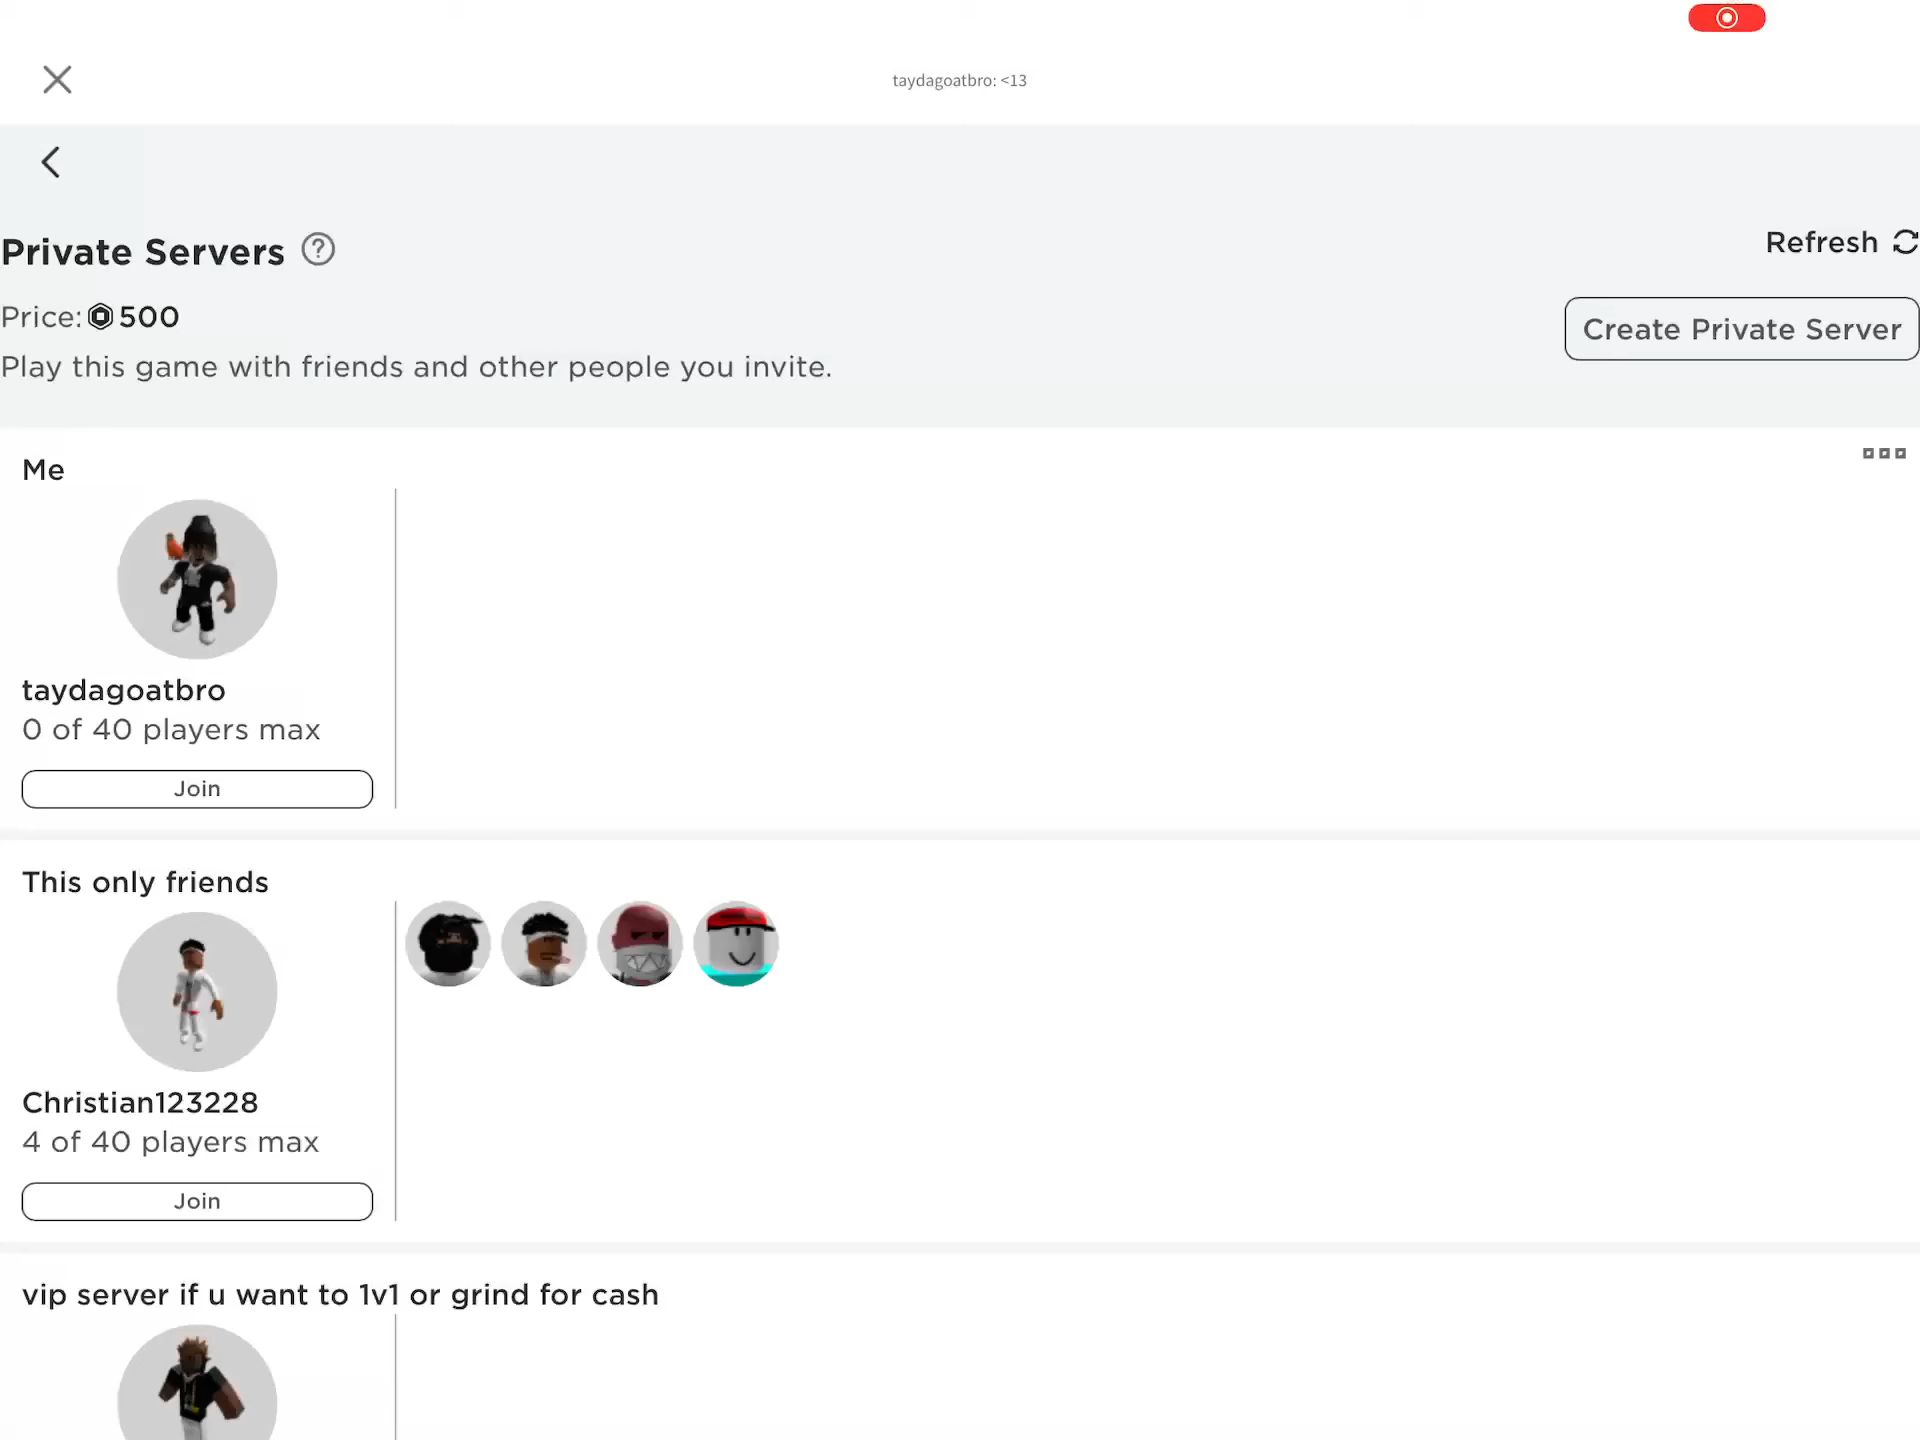 taydagoatbro: <13
Private Servers
Refresh
Price: 500
Create Private Server
Play this game with friends and other people you invite.
Me
taydagoatbro
0 of 40 players max
Join
This only friends
Christian123228
4 of 40 players max
Join
vip server if u want to 1v1 or grind for cash